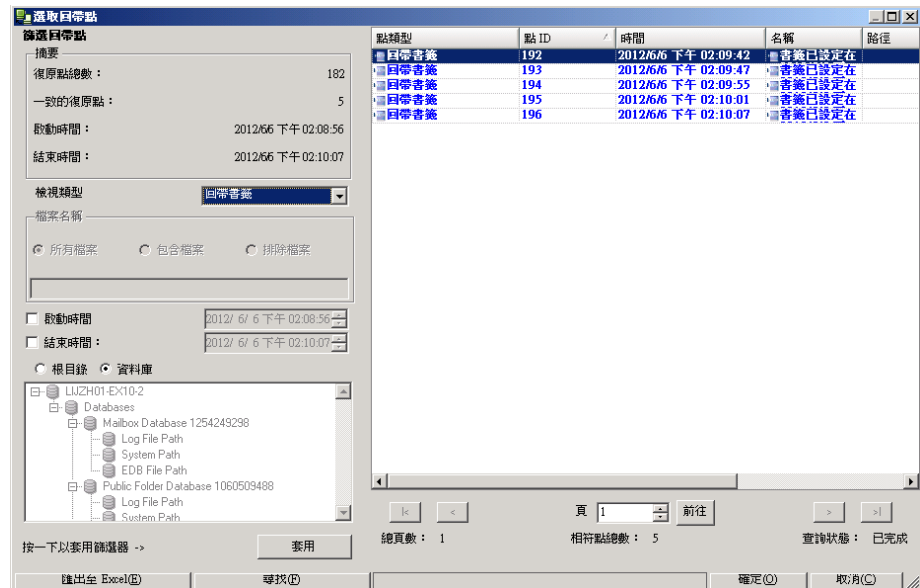 選取回帶點
篩選回帶點
摘要
復原點總數： 182
一致的復原點： 5
啟動時間： 2012/6/6 下午 02:08:56
結束時間： 2012/6/6 下午 02:10:07
檢視類型 回帶書籤
檔案名稱
所有檔案 包含檔案 排除檔案
啟動時間 2012/ 6/ 6 下午 02:08:56
結束時間： 2012/ 6/ 6 下午 02:10:07
根目錄 資料庫
LIJZH01-EX10-2
Databases
Mailbox Database 1254249298
Log File Path
System Path
EDB File Path
Public Folder Database 1060509488
Log File Path
System Path
按一下以套用篩選器 -> 套用
點類型 點 ID 時間 名稱 路徑
回帶書籤 192 2012/6/6 下午 02:09:42 書籤已設定在
回帶書籤 193 2012/6/6 下午 02:09:47 書籤已設定在
回帶書籤 194 2012/6/6 下午 02:09:55 書籤已設定在
回帶書籤 195 2012/6/6 下午 02:10:01 書籤已設定在
回帶書籤 196 2012/6/6 下午 02:10:07 書籤已設定在
|< < 頁 1 前往 > >|
總頁數： 1 相符點總數： 5 查詢狀態： 已完成
匯出至 Excel(E) 尋找(F) 確定(O) 取消(C)